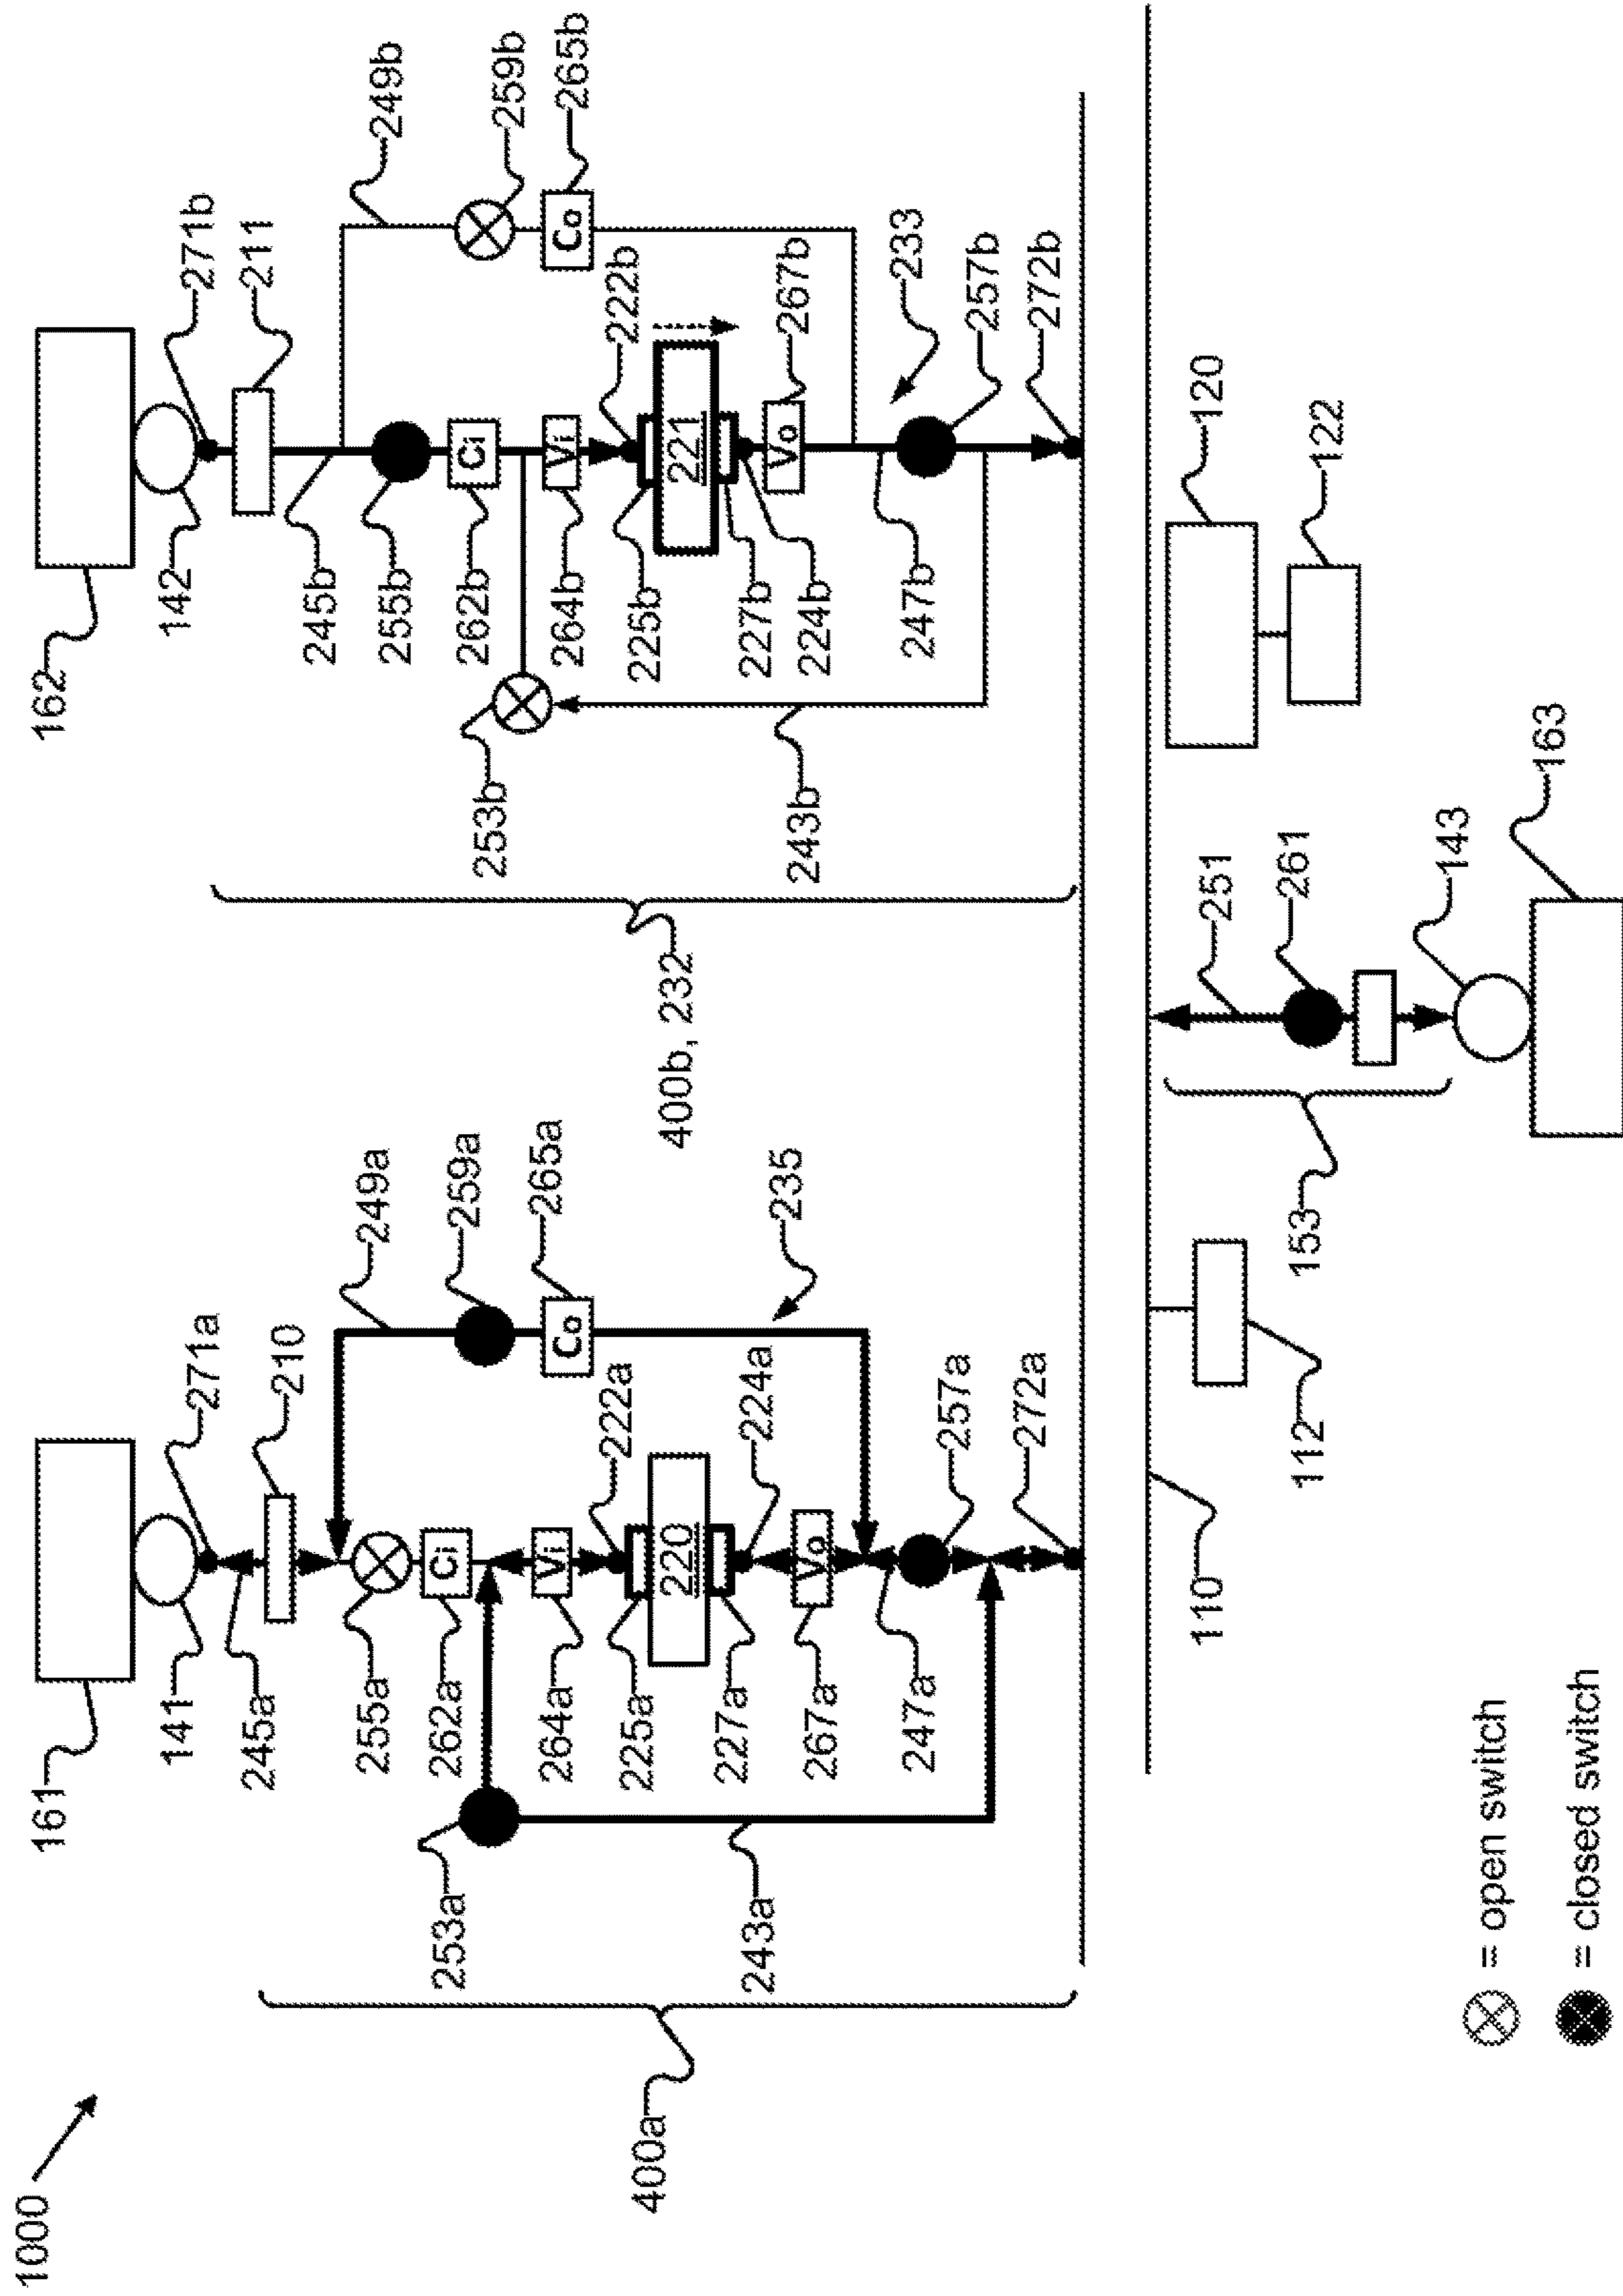 1000
161
141
245a
271a
210
249a
255a
259a
262a
Ci
Co
265a
253a
264a
Vi
222a
235
225a
220
227a
224a
267a
Vo
243a
247a
257a
272a
400a
162
142
271b
211
249b
245b
255b
259b
262b
Ci
Co
265b
253b
264b
Vi
222b
225b
221
227b
Vo
267b
224b
233
243b
247b
257b
272b
400b, 232
110
112
120
122
251
261
153
143
163
= open switch
= closed switch